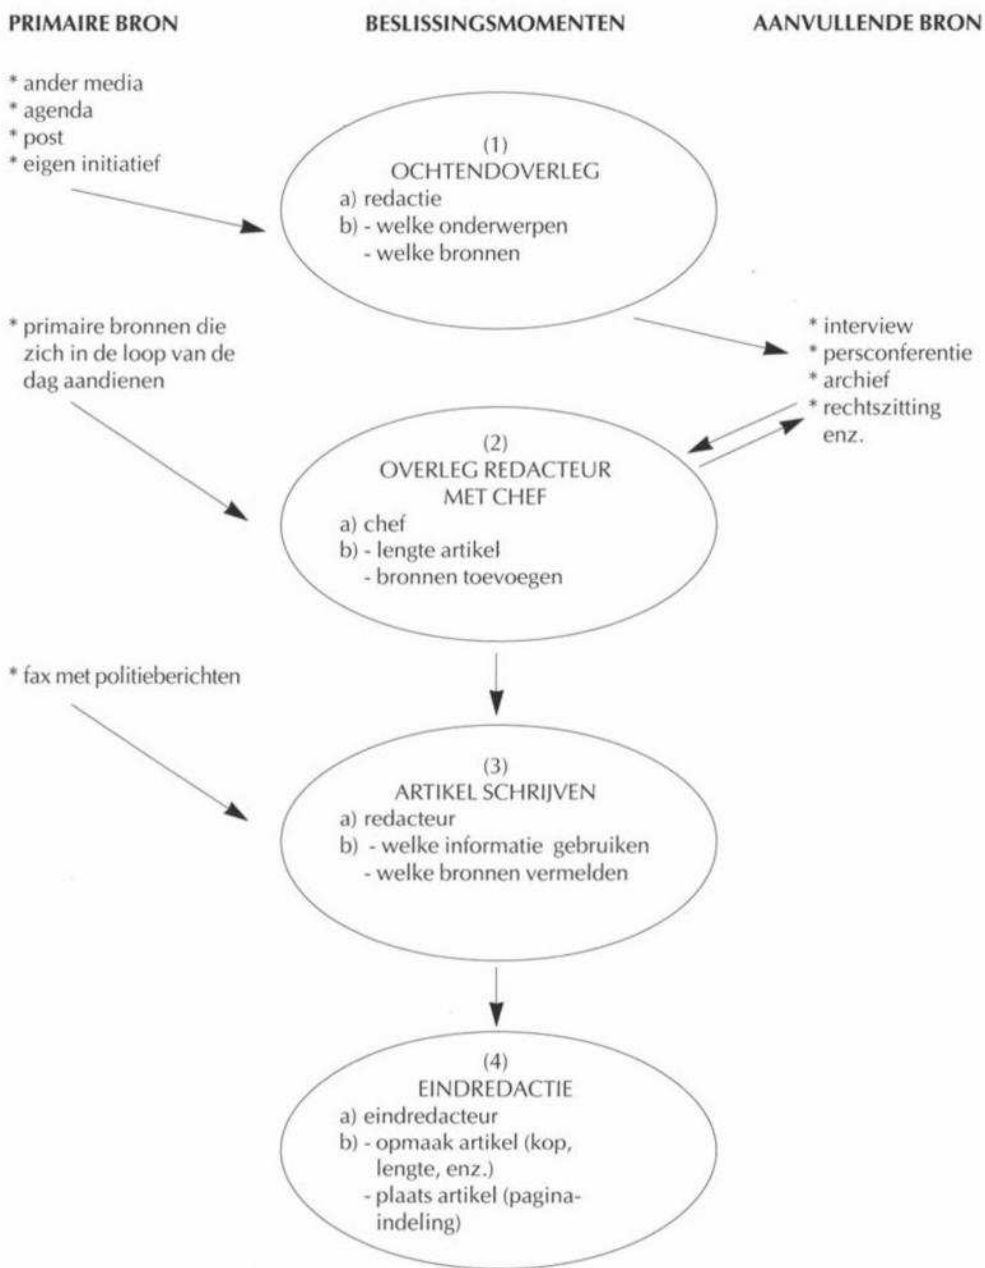 PRIMAIRE BRON
BESLISSINGSMOMENTEN
AANVULLENDE BRON
* ander media
* agenda
* post
* eigen initiatief
(1)
OCHTENDOVERLEG
a) redactie
b) - welke onderwerpen
- welke bronnen
* primaire bronnen die
zich in de loop van de
dag aandienen
* interview
* persconferentie
* archief
* rechtszitting
enz.
(2)
OVERLEG REDACTEUR
MET CHEF
a) chef
b) - lengte artikel
- bronnen toevoegen
* fax met politieberichten
(3)
ARTIKEL SCHRIJVEN
a) redacteur
b) - welke informatie gebruiken
- welke bronnen vermelden
(4)
EINDREDACTIE
a) eindredacteur
b) - opmaak artikel (kop,
lengte, enz.)
- plaats artikel (pagina-
indeling)